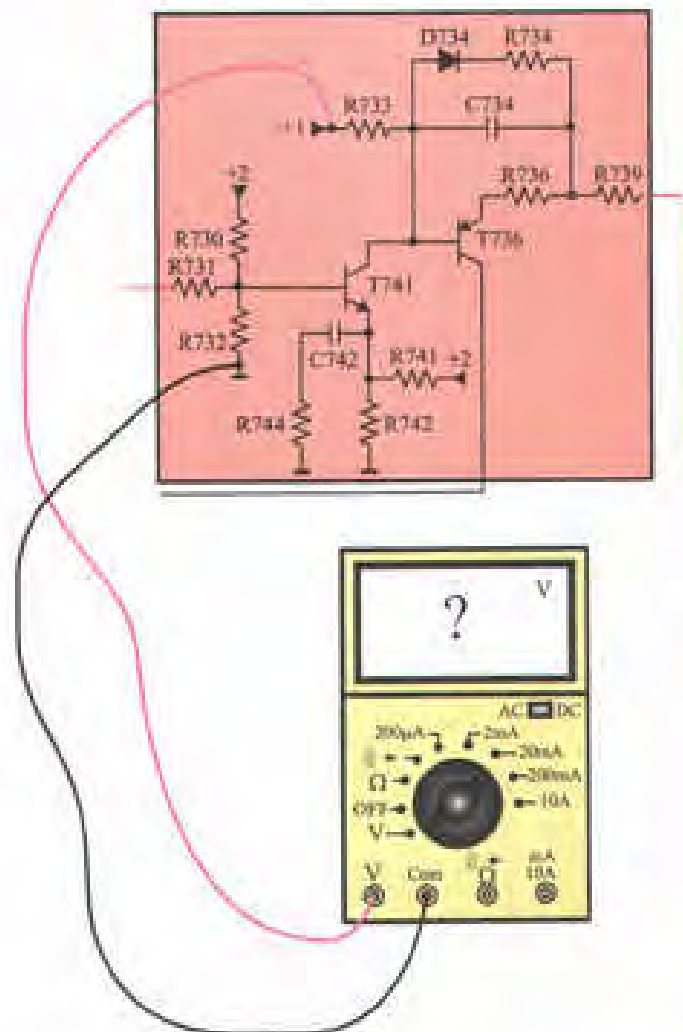 D734 R734
R733 C734
+1
+2
R736 R739
R730
R731
T736
T741
R732
C742 R741 +2
R744 R742
V
?
AC DC
200µA 2mA
20mA
Ω 200mA
OFF 10A
V
V Com Ω mA
10A